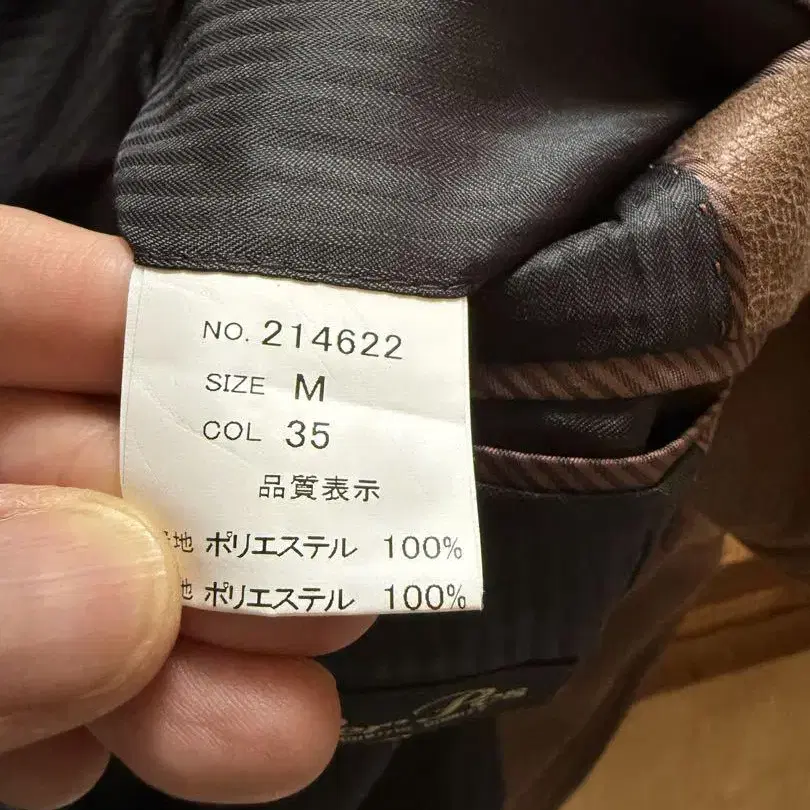 NO. 214622
SIZE M
COL 35
品質表示
地 ポリエステル 100%
地 ポリエステル 100%